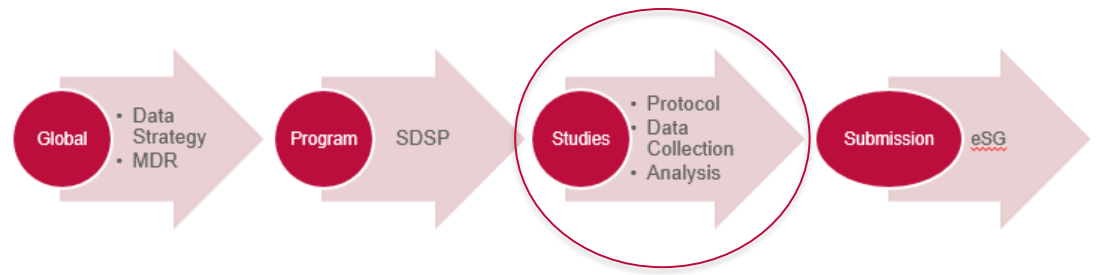 Global
• Data
Strategy
• MDR
Program
SDSP
Studies
• Protocol
• Data
Collection
• Analysis
Submission
eSG